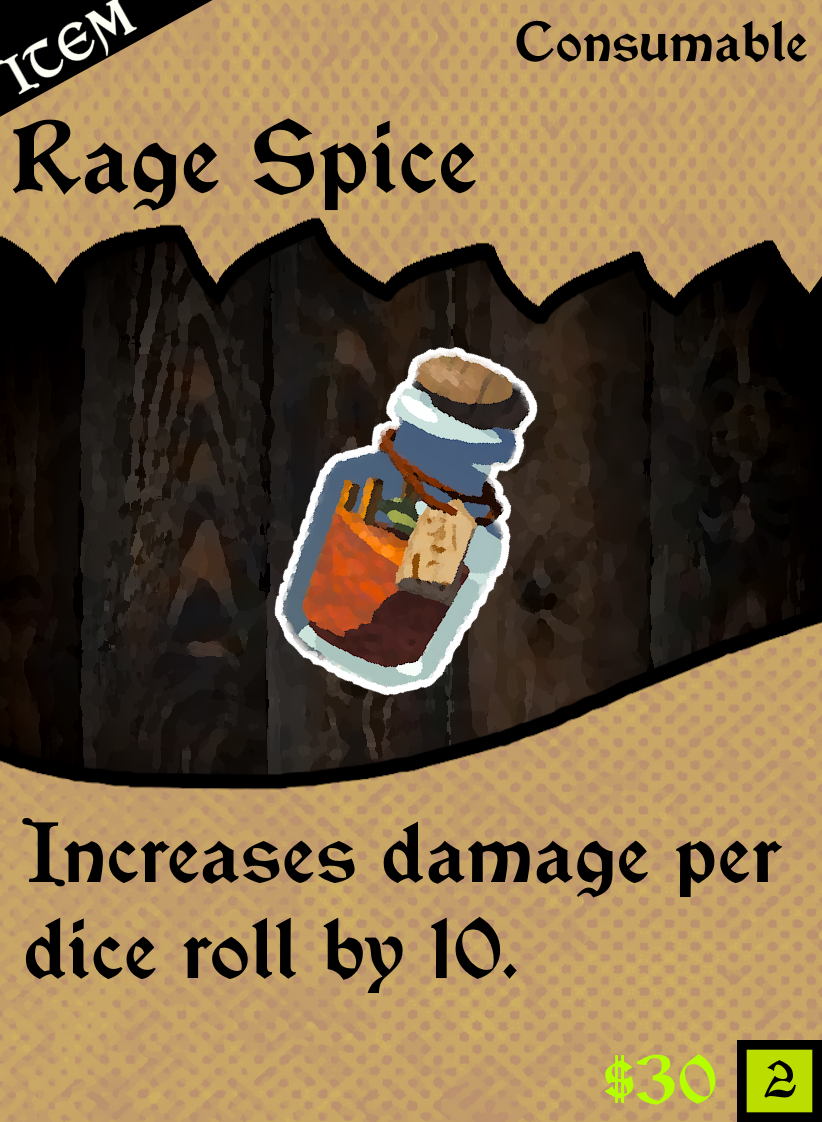 ITEM
Consumable
Rage Spice
Increases damage per
dice roll by 10.
$30
2